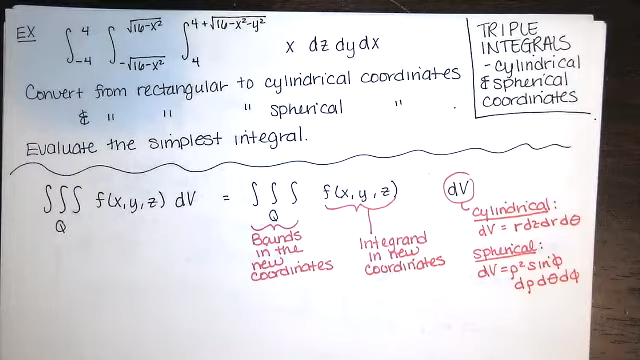 EX ∫₋₄⁴ ∫_{-√(16-x²)}^{√(16-x²)} ∫₄^{4+√(16-x²-y²)} x dz dy dx
Convert from rectangular to cylindrical coordinates
& " " " spherical " .
Evaluate the simplest integral.
TRIPLE
INTEGRALS
- cylindrical
& spherical
coordinates
∫∫∫_Q f(x,y,z) dV = ∫∫∫_Q f(x,y,z) dV
Bounds
in the
new
coordinates
Integrand
in new
coordinates
cylindrical:
dV = r dz dr dθ
spherical:
dV = ρ² sin φ
dρ dθ dφ